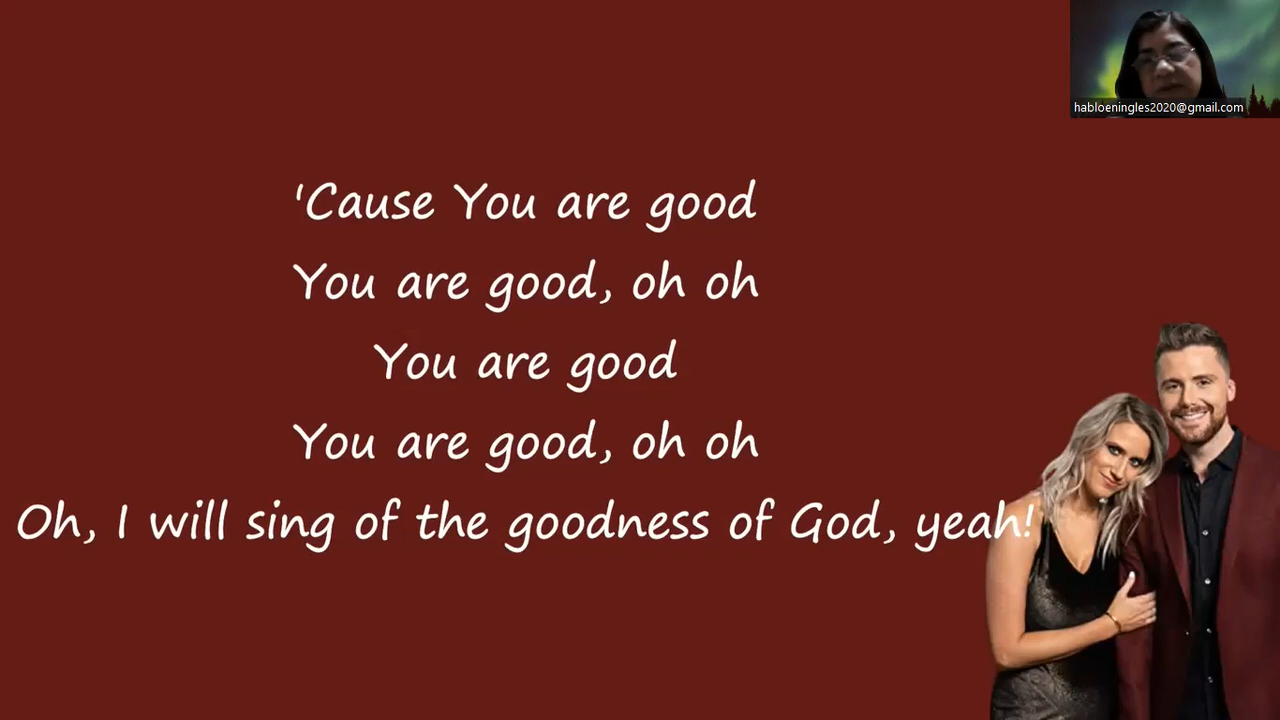 habloeningles2020@gmail.com
'Cause You are good
You are good, oh oh
You are good
You are good, oh oh
Oh, I will sing of the goodness of God, yeah!